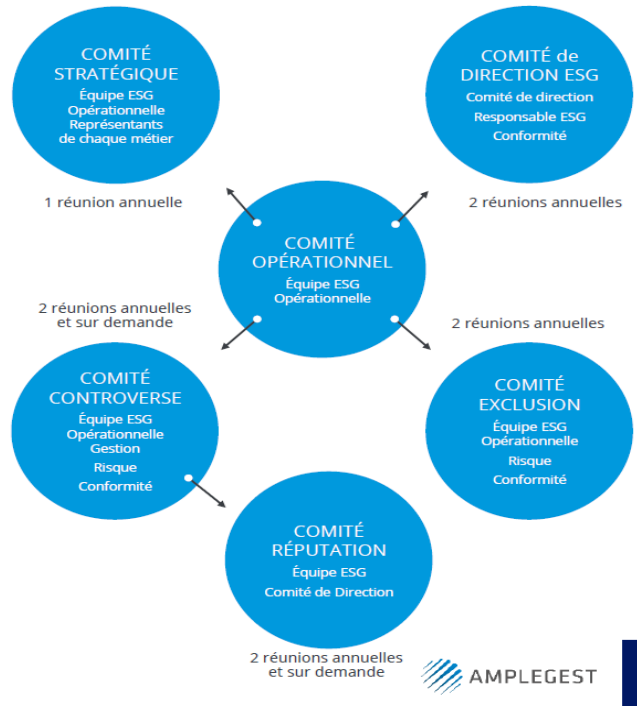 COMITÉ
STRATÉGIQUE
Équipe ESG
Opérationnelle
Représentants
de chaque métier
1 réunion annuelle
COMITÉ de
DIRECTION ESG
Comité de direction
Responsable ESG
Conformité
2 réunions annuelles
COMITÉ
OPÉRATIONNEL
Équipe ESG
Opérationnelle
2 réunions annuelles
et sur demande
COMITÉ
CONTROVERSE
Équipe ESG
Opérationnelle
Gestion
Risque
Conformité
2 réunions annuelles
COMITÉ
EXCLUSION
Équipe ESG
Opérationnelle
Risque
Conformité
COMITÉ
RÉPUTATION
Équipe ESG
Comité de Direction
2 réunions annuelles
et sur demande
AMPLEGEST